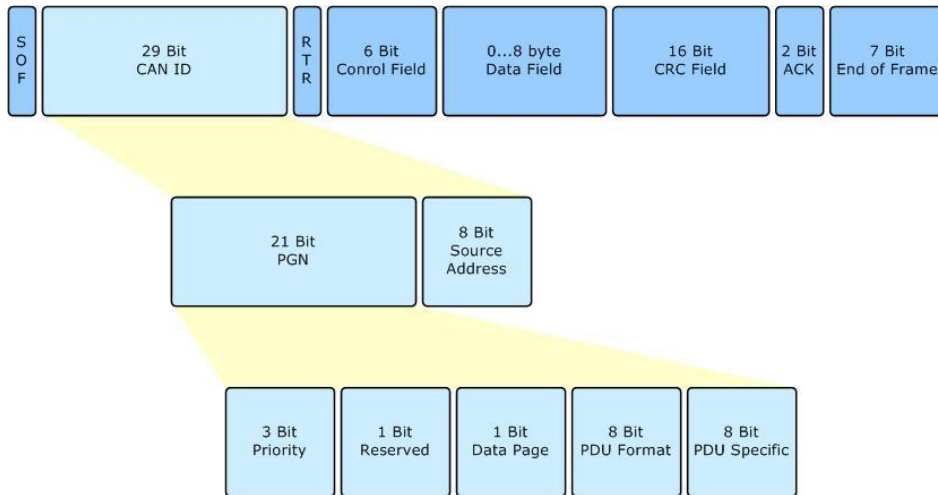 SOF
29 Bit
CAN ID
RTR
6 Bit
Conrol Field
0...8 byte
Data Field
16 Bit
CRC Field
2 Bit
ACK
7 Bit
End of Frame
21 Bit
PGN
8 Bit
Source
Address
3 Bit
Priority
1 Bit
Reserved
1 Bit
Data Page
8 Bit
PDU Format
8 Bit
PDU Specific